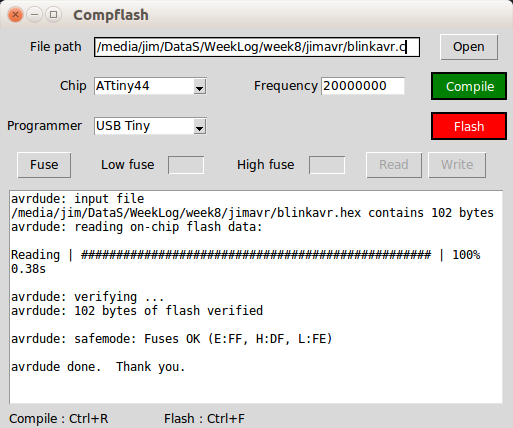 Compflash
File path /media/jim/DataS/WeekLog/week8/jimavr/blinkavr.c Open
Chip ATtiny44 Frequency 20000000 Compile
Programmer USB Tiny Flash
Fuse Low fuse High fuse Read Write
avrdude: input file
/media/jim/DataS/WeekLog/week8/jimavr/blinkavr.hex contains 102 bytes
avrdude: reading on-chip flash data:
Reading | ################################################## | 100%
0.38s
avrdude: verifying ...
avrdude: 102 bytes of flash verified
avrdude: safemode: Fuses OK (E:FF, H:DF, L:FE)
avrdude done.  Thank you.
Compile : Ctrl+R Flash : Ctrl+F